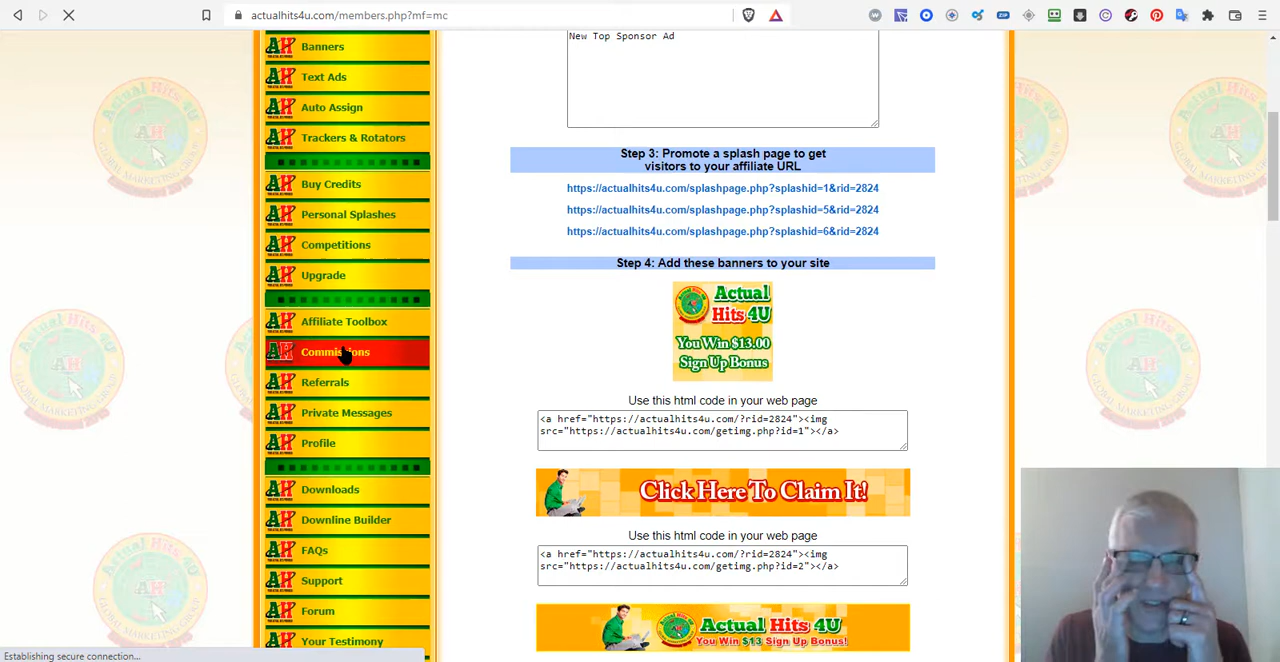 actualhits4u.com/members.php?mf=mc
Banners
Text Ads
Auto Assign
Trackers & Rotators
Buy Credits
Personal Splashes
Competitions
Upgrade
Affiliate Toolbox
Commissions
Referrals
Private Messages
Profile
Downloads
Downline Builder
FAQs
Support
Forum
Your Testimony
New Top Sponsor Ad
Step 3: Promote a splash page to get
visitors to your affiliate URL
https://actualhits4u.com/splashpage.php?splashid=1&rid=2824
https://actualhits4u.com/splashpage.php?splashid=5&rid=2824
https://actualhits4u.com/splashpage.php?splashid=6&rid=2824
Step 4: Add these banners to your site
Actual
Hits 4U
You Win $13.00
Sign Up Bonus
Use this html code in your web page
<a href="https://actualhits4u.com/?rid=2824"><img
src="https://actualhits4u.com/getimg.php?id=1"></a>
Click Here To Claim It!
Use this html code in your web page
<a href="https://actualhits4u.com/?rid=2824"><img
src="https://actualhits4u.com/getimg.php?id=2"></a>
Actual Hits 4U
You Win $13 Sign Up Bonus!
Establishing secure connection...